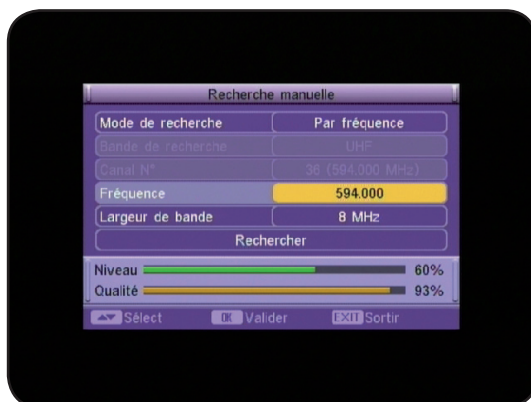 Recherche manuelle
Mode de recherche Par fréquence
Bande de recherche UHF
Canal N° 36 (594.000 MHz)
Fréquence 594.000
Largeur de bande 8 MHz
Rechercher
Niveau 60%
Qualité 93%
Sélect OK Valider EXIT Sortir